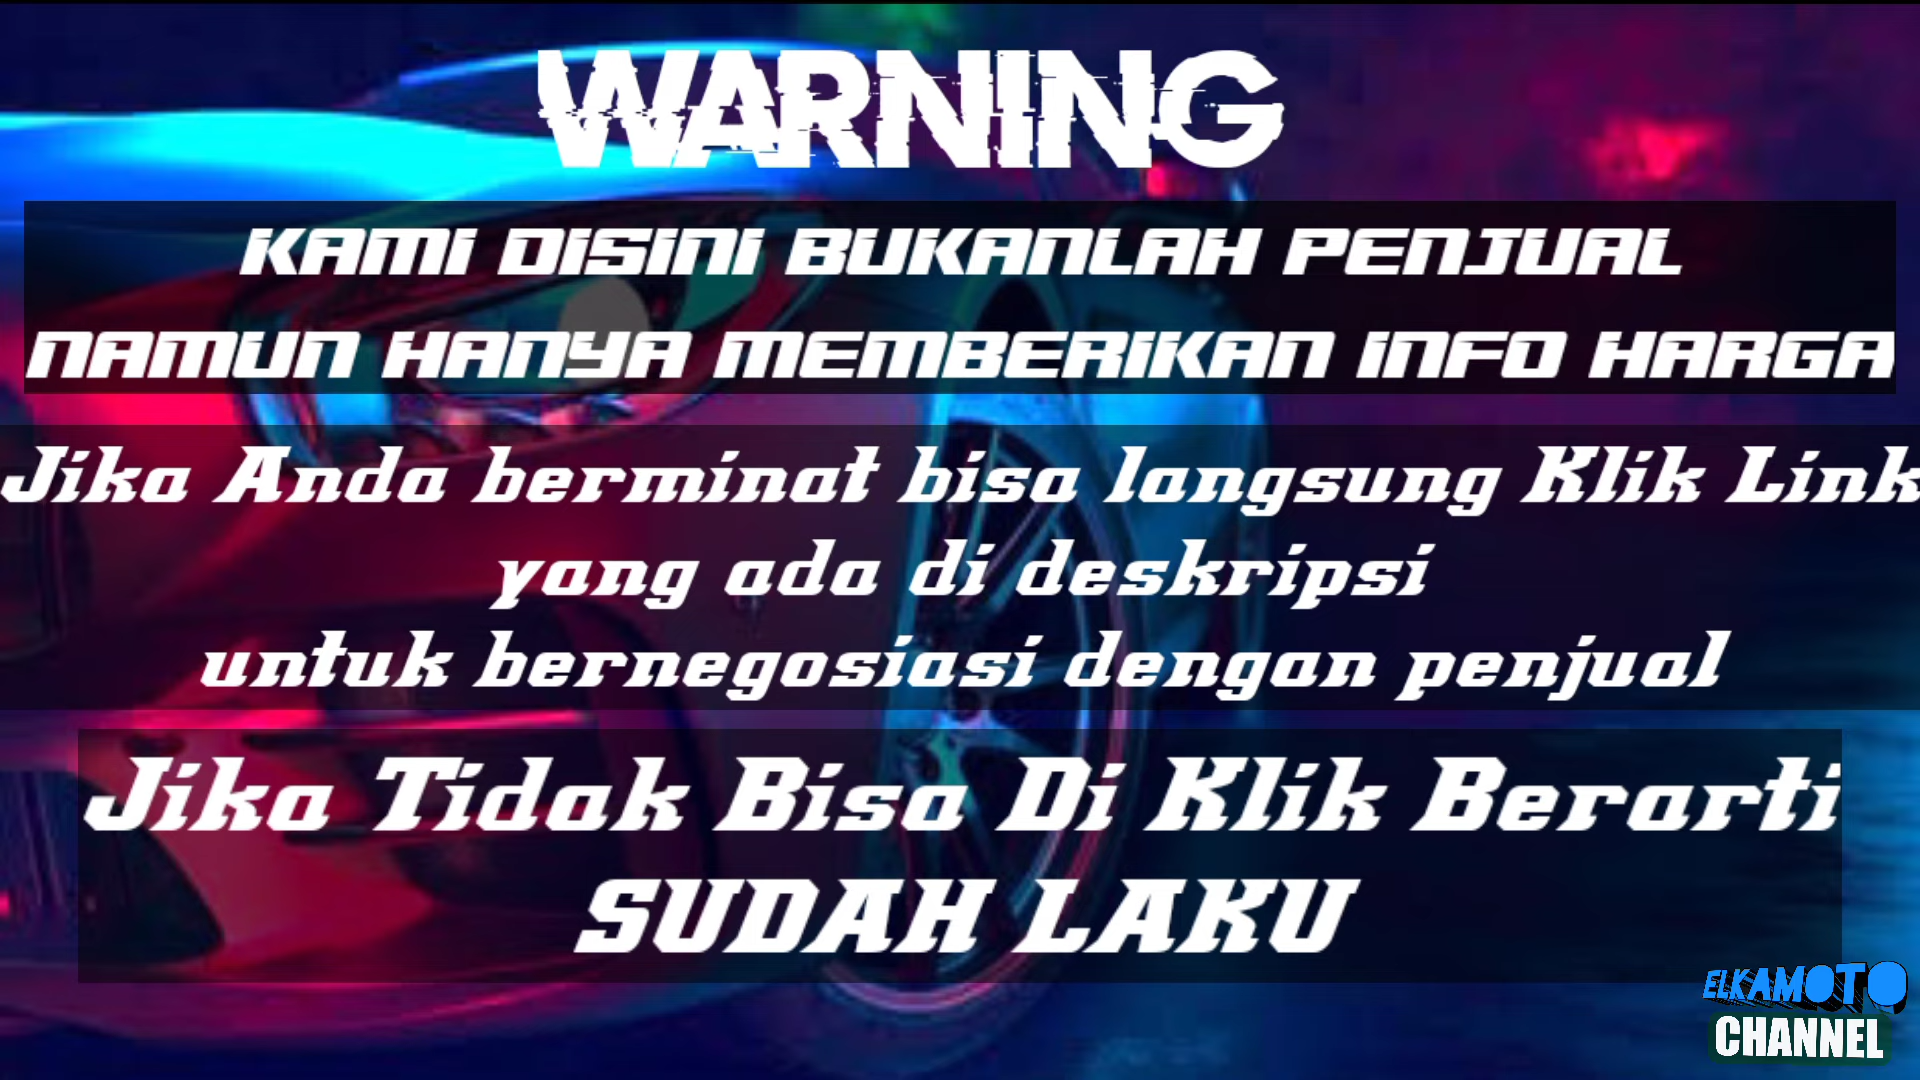 WARNING
KAMI DISINI BUKANLAH PENJUAL
NAMUN HANYA MEMBERIKAN INFO HARGA
Jika Anda berminat bisa langsung Klik Link
yang ada di deskripsi
untuk bernegosiasi dengan penjual
Jika Tidak Bisa Di Klik Berarti
SUDAH LAKU
ELKAMOTO
CHANNEL